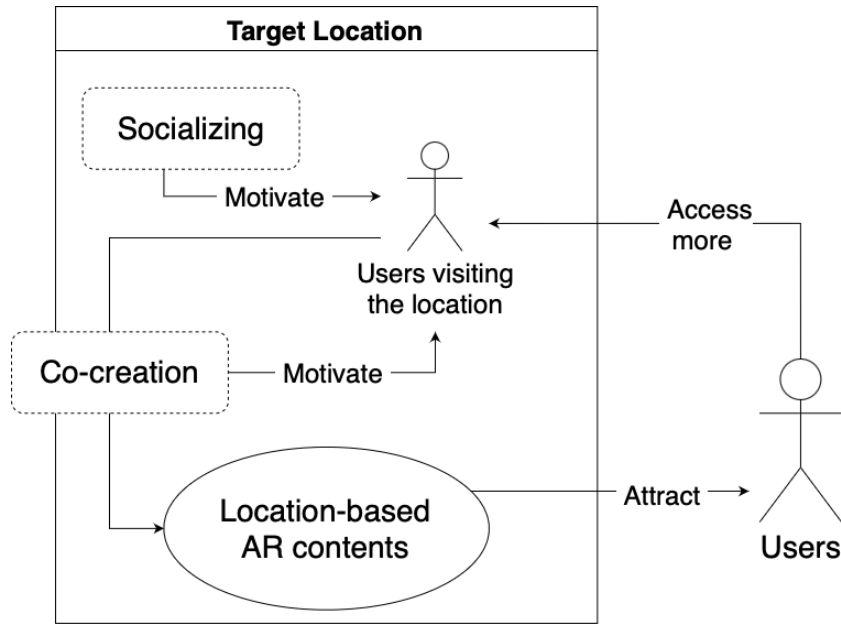 Target Location
Socializing
Motivate
Access
more
Users visiting
the location
Co-creation
Motivate
Location-based
AR contents
Attract
Users